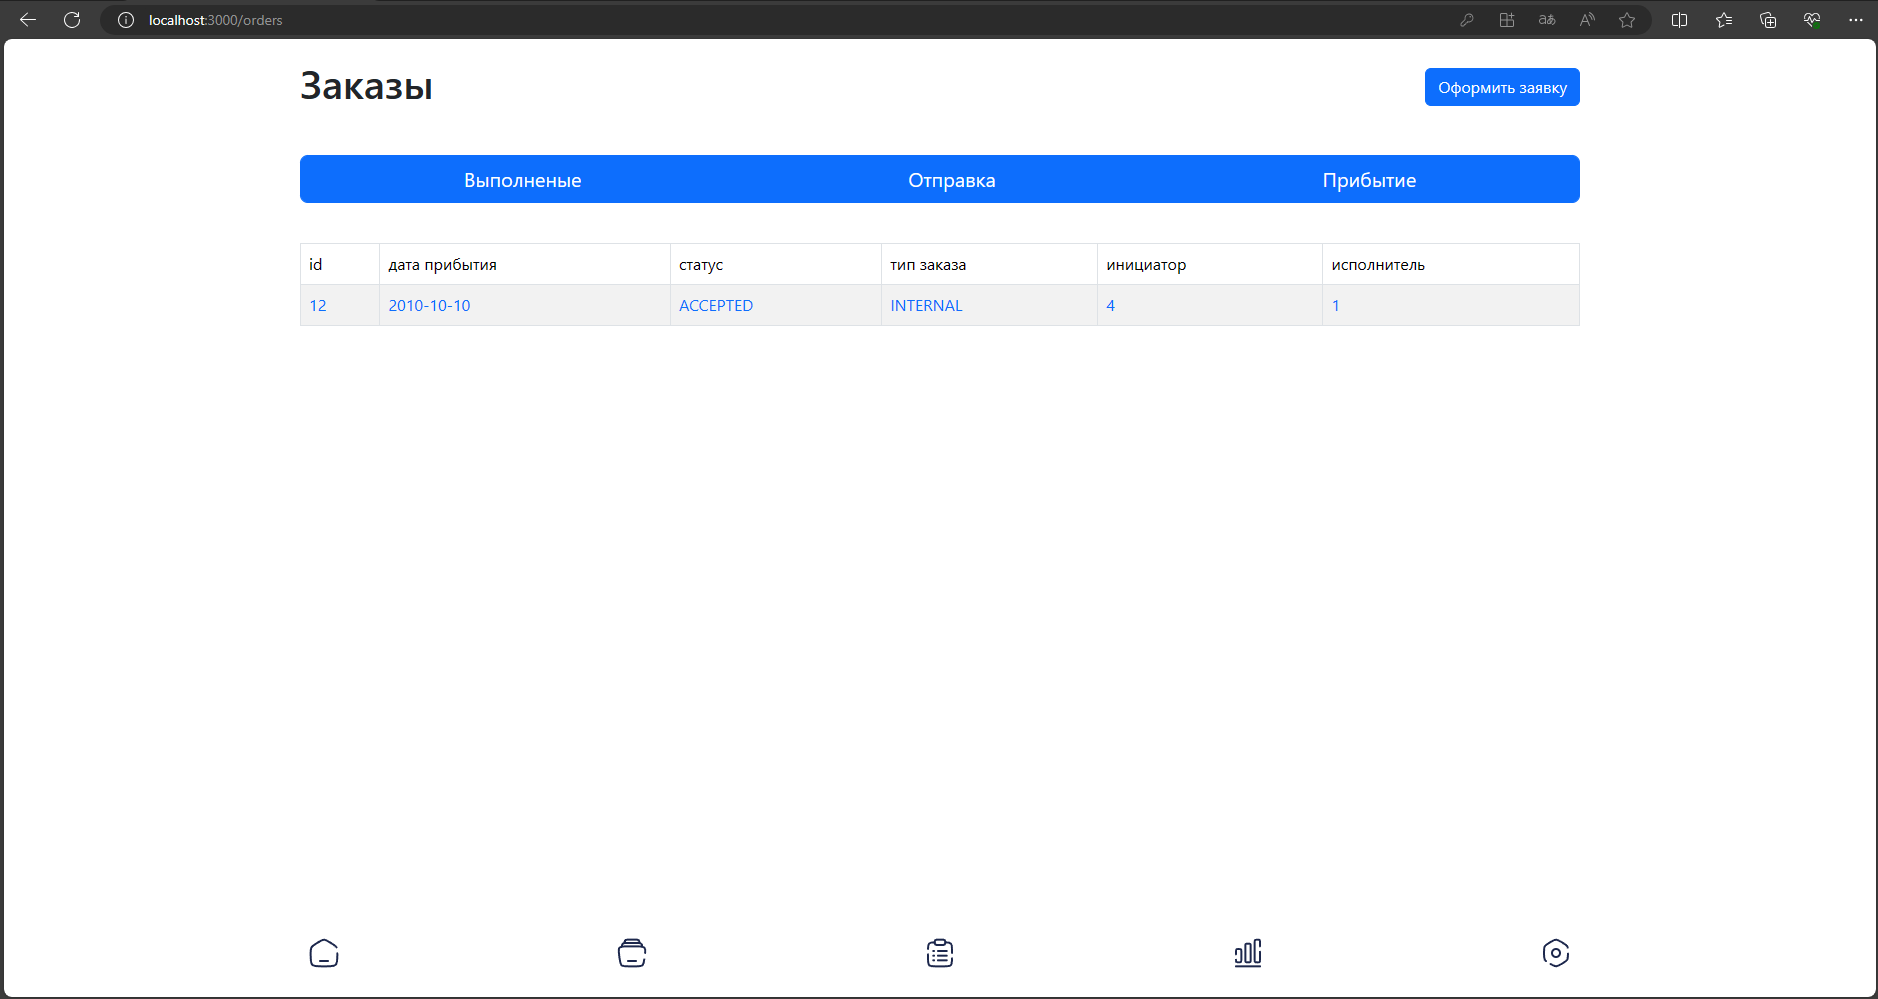 localhost:3000/orders
Заказы
Оформить заявку
Выполненые Отправка Прибытие
id дата прибытия статус тип заказа инициатор исполнитель
12 2010-10-10 ACCEPTED INTERNAL 4 1